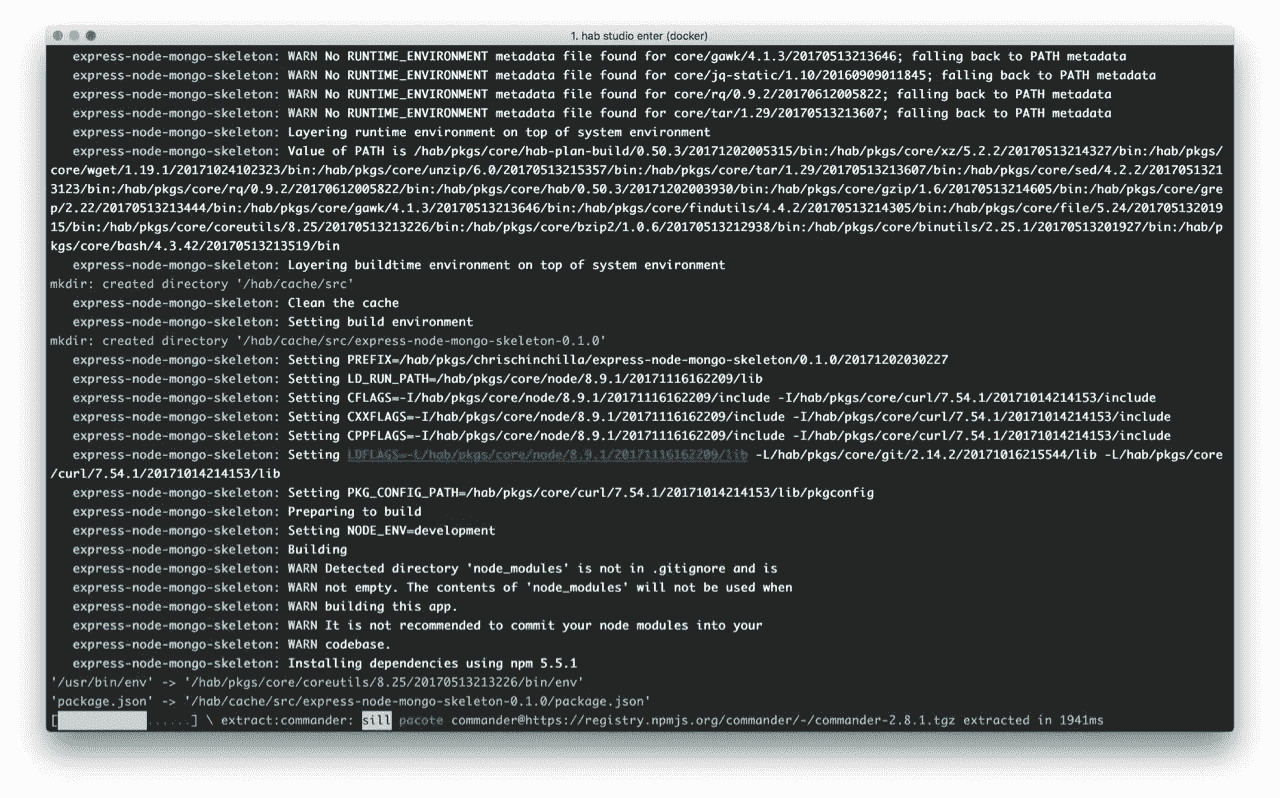 1. hab studio enter (docker)
express-node-mongo-skeleton: WARN No RUNTIME_ENVIRONMENT metadata file found for core/gawk/4.1.3/20170513213646; falling back to PATH metadata
express-node-mongo-skeleton: WARN No RUNTIME_ENVIRONMENT metadata file found for core/jq-static/1.10/20160909011845; falling back to PATH metadata
express-node-mongo-skeleton: WARN No RUNTIME_ENVIRONMENT metadata file found for core/rq/0.9.2/20170612005822; falling back to PATH metadata
express-node-mongo-skeleton: WARN No RUNTIME_ENVIRONMENT metadata file found for core/tar/1.29/20170513213607; falling back to PATH metadata
express-node-mongo-skeleton: Layering runtime environment on top of system environment
express-node-mongo-skeleton: Value of PATH is /hab/pkgs/core/hab-plan-build/0.50.3/20171202005315/bin:/hab/pkgs/core/xz/5.2.2/20170513214327/bin:/hab/pkgs/
core/wget/1.19.1/20171024102323/bin:/hab/pkgs/core/unzip/6.0/20170513215357/bin:/hab/pkgs/core/tar/1.29/20170513213607/bin:/hab/pkgs/core/sed/4.2.2/2017051321
3123/bin:/hab/pkgs/core/rq/0.9.2/20170612005822/bin:/hab/pkgs/core/hab/0.50.3/20171202003930/bin:/hab/pkgs/core/gzip/1.6/20170513214605/bin:/hab/pkgs/core/gre
p/2.22/20170513213444/bin:/hab/pkgs/core/gawk/4.1.3/20170513213646/bin:/hab/pkgs/core/findutils/4.4.2/20170513214305/bin:/hab/pkgs/core/file/5.24/201705132019
15/bin:/hab/pkgs/core/coreutils/8.25/20170513213226/bin:/hab/pkgs/core/bzip2/1.0.6/20170513212938/bin:/hab/pkgs/core/binutils/2.25.1/20170513201927/bin:/hab/p
kgs/core/bash/4.3.42/20170513213519/bin
express-node-mongo-skeleton: Layering buildtime environment on top of system environment
mkdir: created directory '/hab/cache/src'
express-node-mongo-skeleton: Clean the cache
express-node-mongo-skeleton: Setting build environment
mkdir: created directory '/hab/cache/src/express-node-mongo-skeleton-0.1.0'
express-node-mongo-skeleton: Setting PREFIX=/hab/pkgs/chrischinchilla/express-node-mongo-skeleton/0.1.0/20171202030227
express-node-mongo-skeleton: Setting LD_RUN_PATH=/hab/pkgs/core/node/8.9.1/20171116162209/lib
express-node-mongo-skeleton: Setting CFLAGS=-I/hab/pkgs/core/node/8.9.1/20171116162209/include -I/hab/pkgs/core/curl/7.54.1/20171014214153/include
express-node-mongo-skeleton: Setting CXXFLAGS=-I/hab/pkgs/core/node/8.9.1/20171116162209/include -I/hab/pkgs/core/curl/7.54.1/20171014214153/include
express-node-mongo-skeleton: Setting CPPFLAGS=-I/hab/pkgs/core/node/8.9.1/20171116162209/include -I/hab/pkgs/core/curl/7.54.1/20171014214153/include
express-node-mongo-skeleton: Setting LDFLAGS=-L/hab/pkgs/core/node/8.9.1/20171116162209/lib -L/hab/pkgs/core/git/2.14.2/20171016215544/lib -L/hab/pkgs/core
/curl/7.54.1/20171014214153/lib
express-node-mongo-skeleton: Setting PKG_CONFIG_PATH=/hab/pkgs/core/curl/7.54.1/20171014214153/lib/pkgconfig
express-node-mongo-skeleton: Preparing to build
express-node-mongo-skeleton: Setting NODE_ENV=development
express-node-mongo-skeleton: Building
express-node-mongo-skeleton: WARN Detected directory 'node_modules' is not in .gitignore and is
express-node-mongo-skeleton: WARN not empty. The contents of 'node_modules' will not be used when
express-node-mongo-skeleton: WARN building this app.
express-node-mongo-skeleton: WARN It is not recommended to commit your node modules into your
express-node-mongo-skeleton: WARN codebase.
express-node-mongo-skeleton: Installing dependencies using npm 5.5.1
'/usr/bin/env' -> '/hab/pkgs/core/coreutils/8.25/20170513213226/bin/env'
'package.json' -> '/hab/cache/src/express-node-mongo-skeleton-0.1.0/package.json'
[ ......] \ extract:commander: sill pacote commander@https://registry.npmjs.org/commander/-/commander-2.8.1.tgz extracted in 1941ms